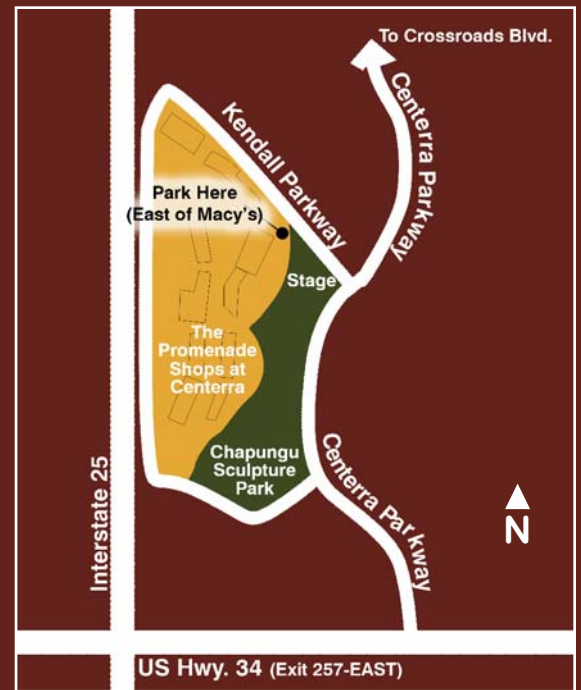 To Crossroads Blvd.
Centerra Parkway
Kendall Parkway
Park Here
(East of Macy's)
Stage
The
Promenade
Shops at
Centerra
Chapungu
Sculpture
Park
Centerra Parkway
Interstate 25
N
US Hwy. 34 (Exit 257-EAST)